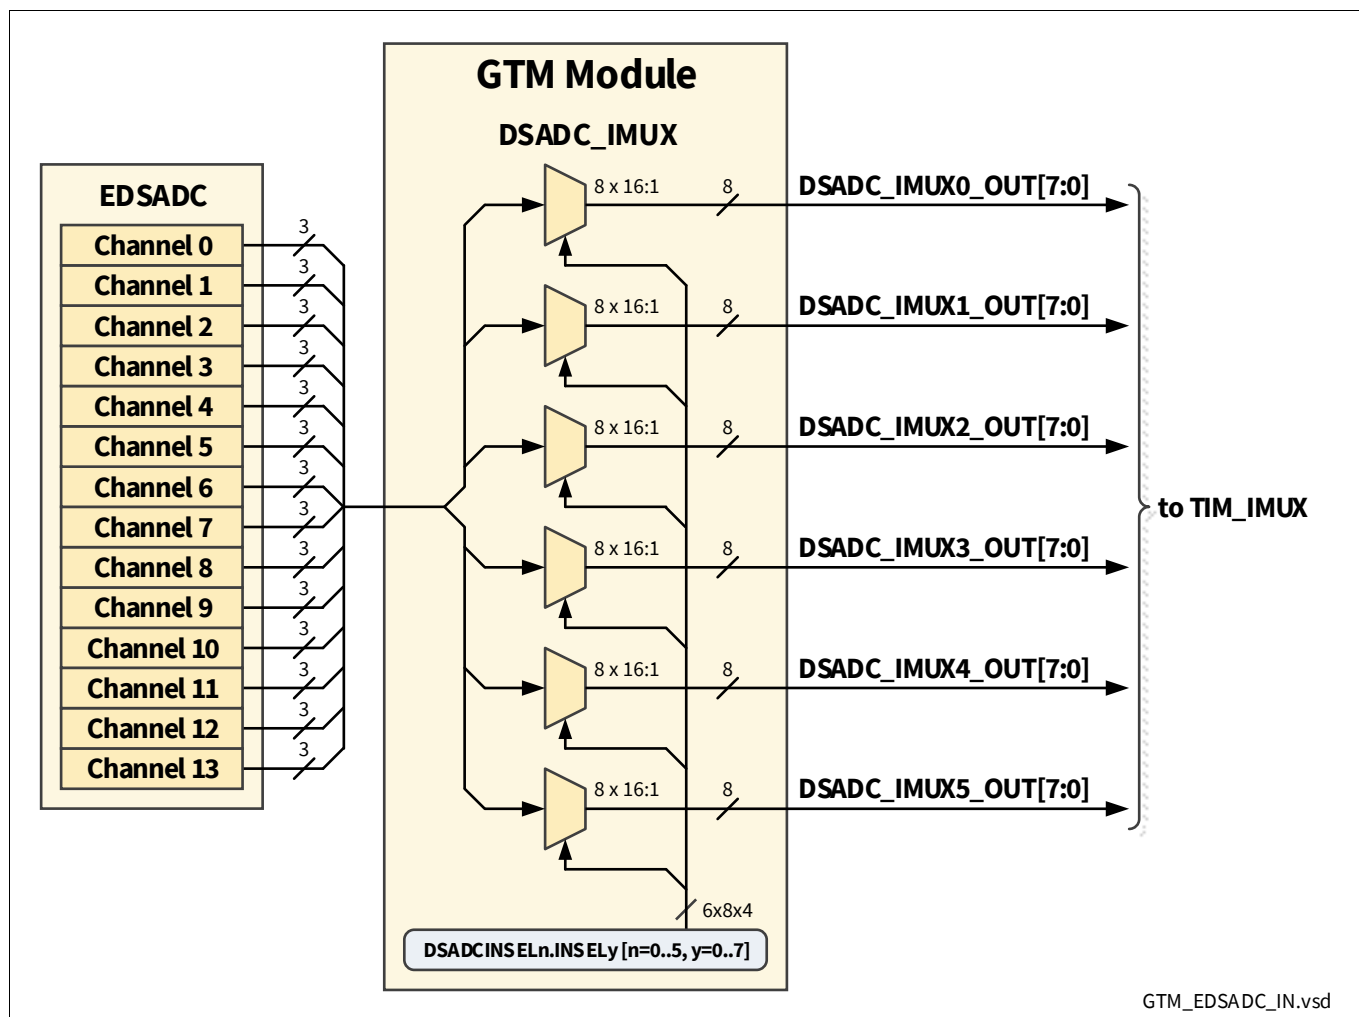 GTM Module
DSADC_IMUX
EDSADC
Channel 0
Channel 1
Channel 2
Channel 3
Channel 4
Channel 5
Channel 6
Channel 7
Channel 8
Channel 9
Channel 10
Channel 11
Channel 12
Channel 13
3
3
3
3
3
3
3
3
3
3
3
3
3
3
8 x 16:1 8 DSADC_IMUX0_OUT[7:0]
8 x 16:1 8 DSADC_IMUX1_OUT[7:0]
8 x 16:1 8 DSADC_IMUX2_OUT[7:0]
8 x 16:1 8 DSADC_IMUX3_OUT[7:0]
8 x 16:1 8 DSADC_IMUX4_OUT[7:0]
8 x 16:1 8 DSADC_IMUX5_OUT[7:0]
to TIM_IMUX
6x8x4
DSADCINSELn.INSELy [n=0..5, y=0..7]
GTM_EDSADC_IN.vsd